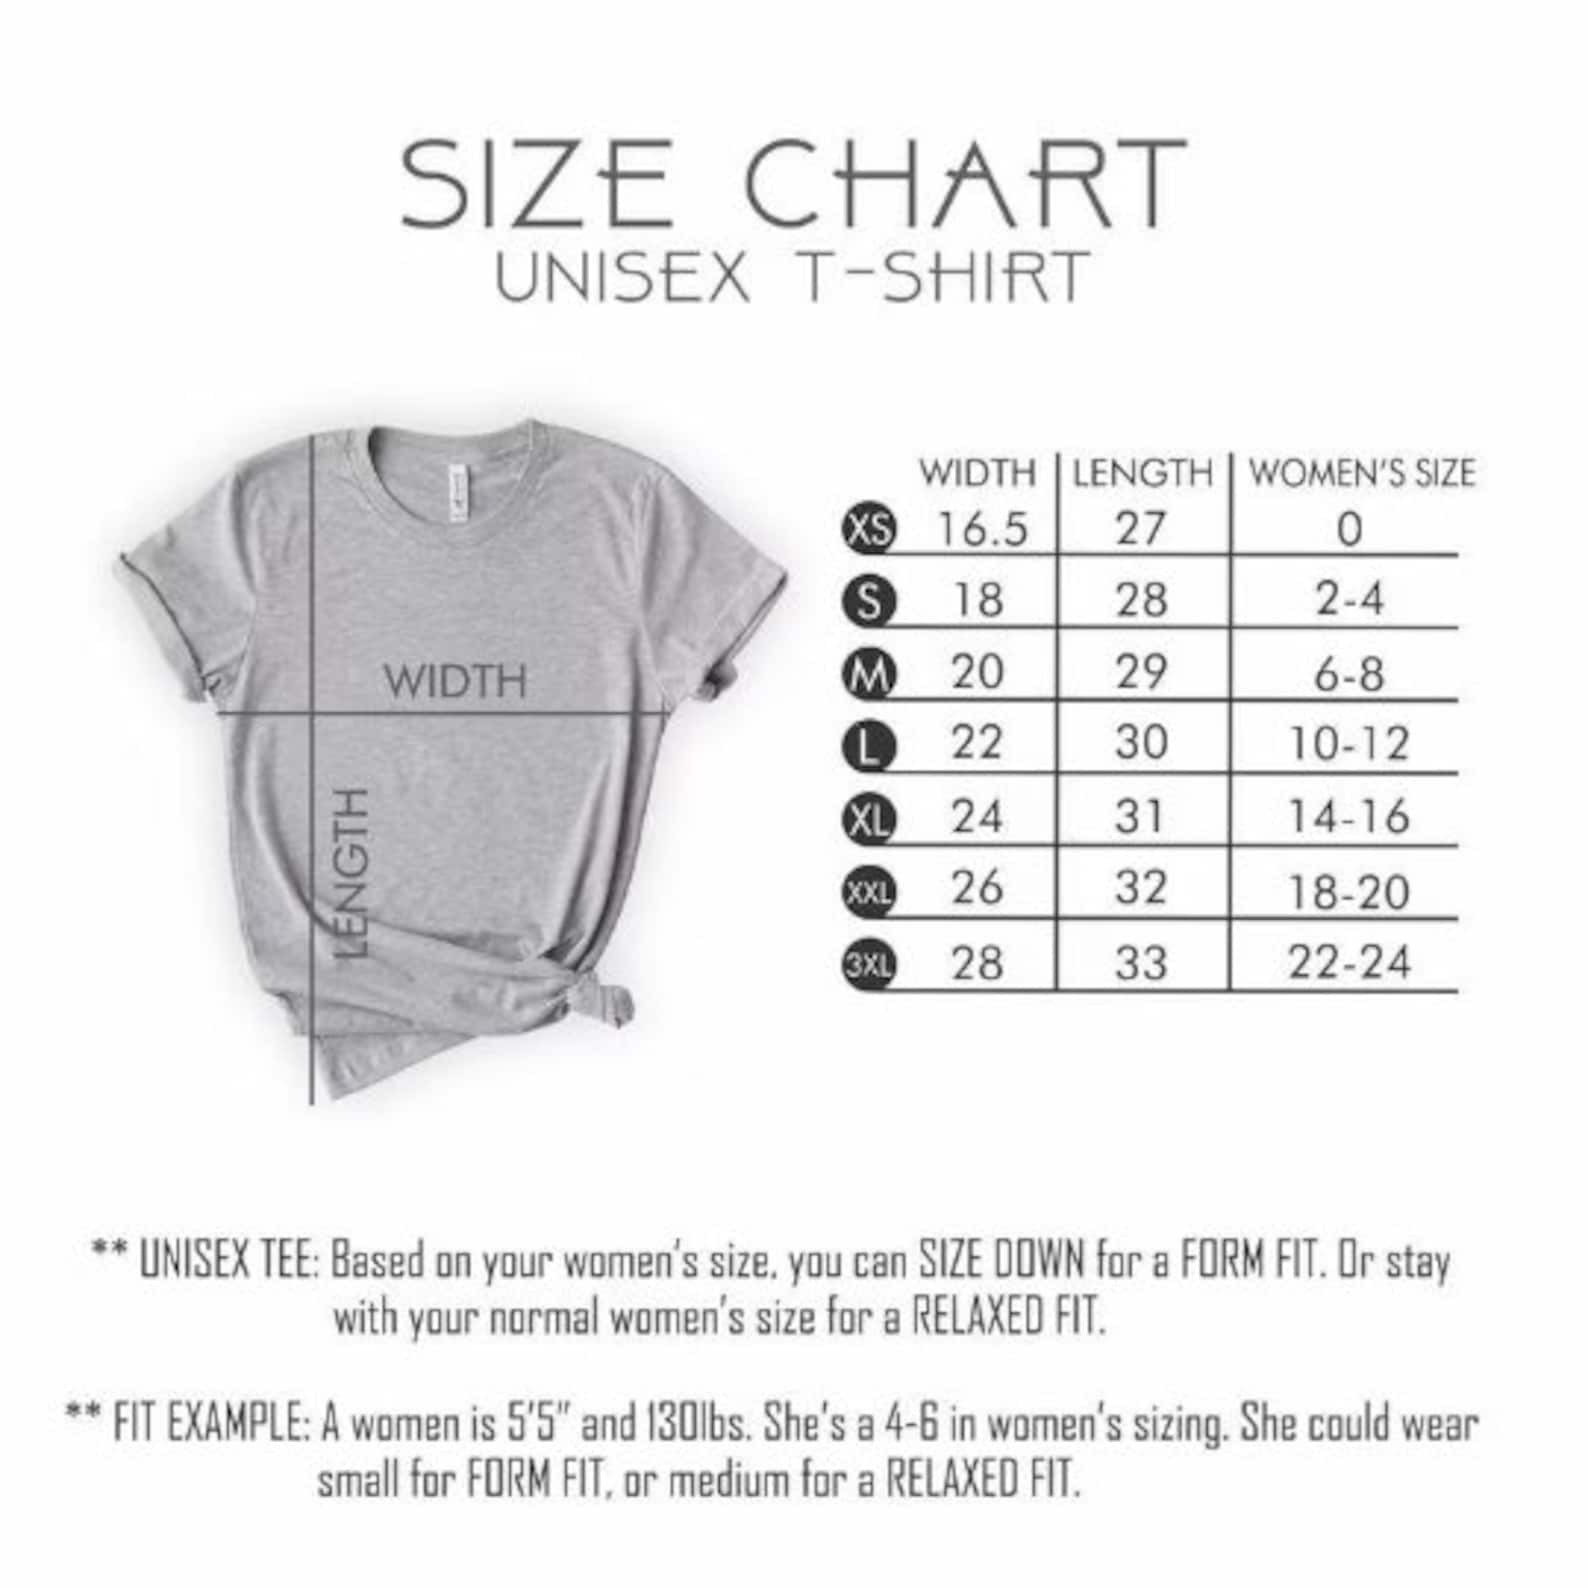 SIZE CHART
UNISEX T-SHIRT
WIDTH
LENGTH
WIDTH LENGTH WOMEN'S SIZE
XS 16.5 27 0
S 18 28 2-4
M 20 29 6-8
L 22 30 10-12
XL 24 31 14-16
XXL 26 32 18-20
3XL 28 33 22-24
** UNISEX TEE: Based on your women's size, you can SIZE DOWN for a FORM FIT. Or stay
with your normal women's size for a RELAXED FIT.
** FIT EXAMPLE: A women is 5'5" and 130lbs. She's a 4-6 in women's sizing. She could wear
small for FORM FIT, or medium for a RELAXED FIT.